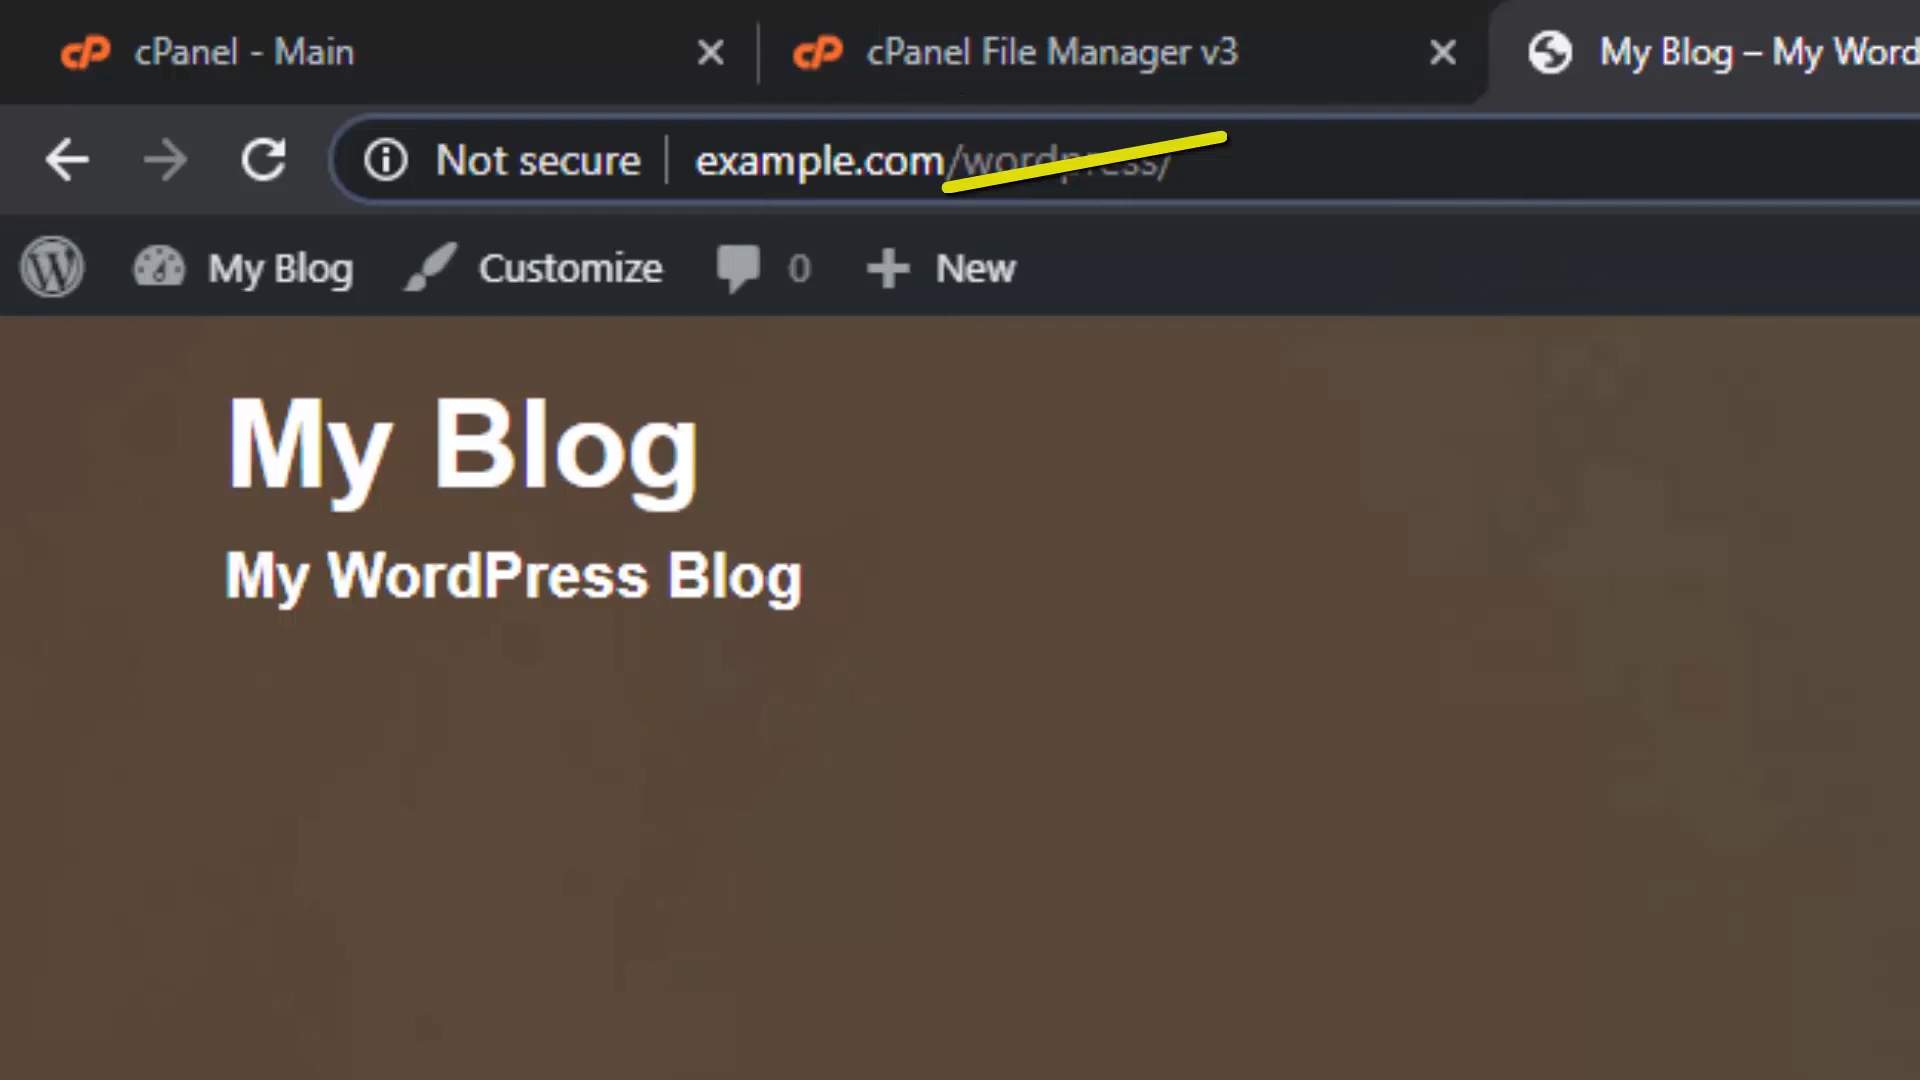 cPanel - Main
cPanel File Manager v3
My Blog – My Word
Not secure
example.com/wordpress/
My Blog
Customize
0
New
My Blog
My WordPress Blog